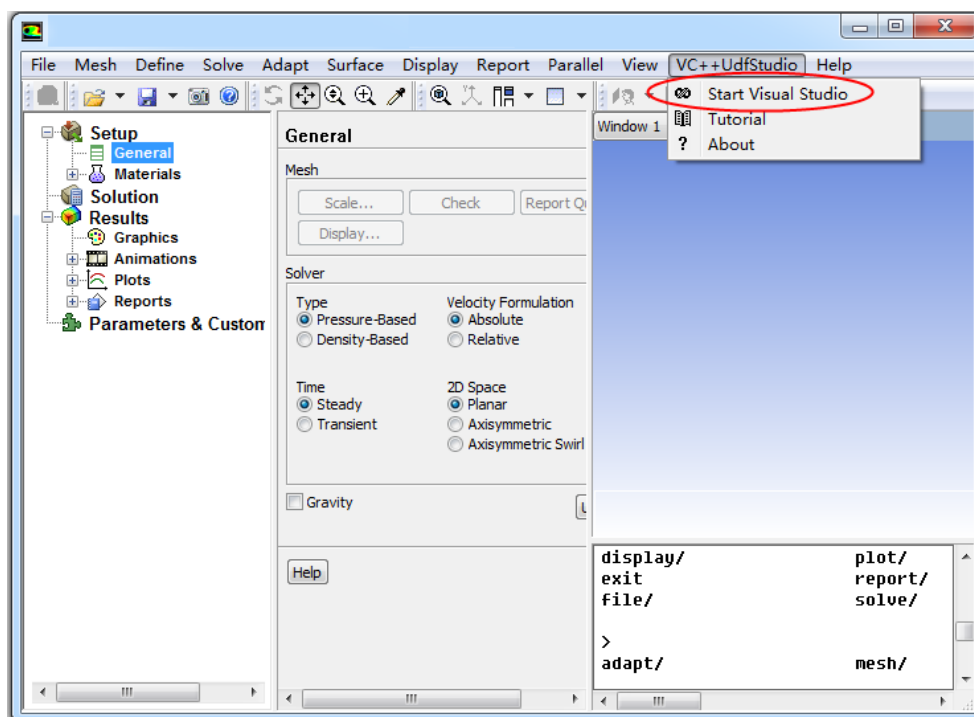 File Mesh Define Solve Adapt Surface Display Report Parallel View VC++UdfStudio Help
Start Visual Studio
Tutorial
About
Setup
General
Materials
Solution
Results
Graphics
Animations
Plots
Reports
Parameters & Custom
General
Mesh
Scale... Check Report Qu
Display...
Solver
Type
Pressure-Based
Density-Based
Velocity Formulation
Absolute
Relative
Time
Steady
Transient
2D Space
Planar
Axisymmetric
Axisymmetric Swirl
Gravity
Help
Window 1
display/ plot/
exit report/
file/ solve/
>
adapt/ mesh/